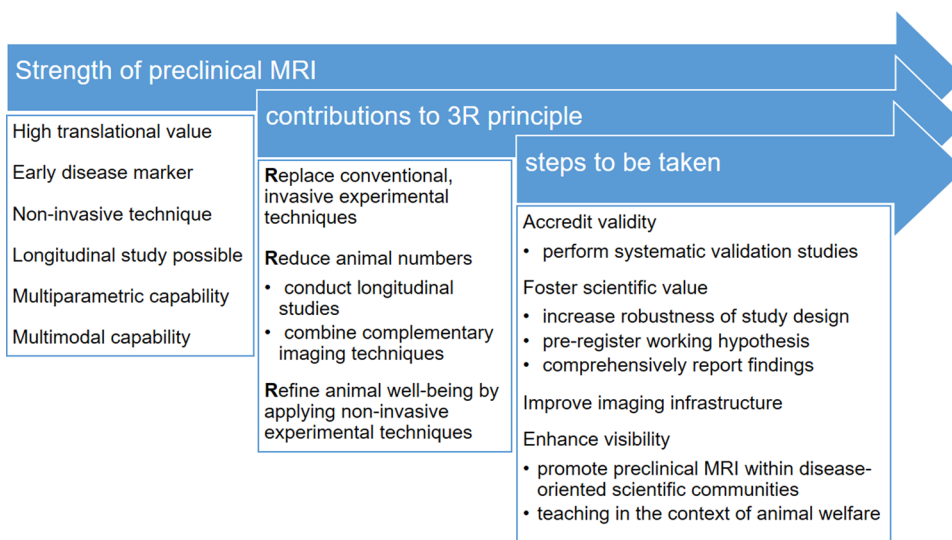 Strength of preclinical MRI
High translational value
Early disease marker
Non-invasive technique
Longitudinal study possible
Multiparametric capability
Multimodal capability
contributions to 3R principle
Replace conventional,
invasive experimental
techniques
Reduce animal numbers
• conduct longitudinal
studies
• combine complementary
imaging techniques
Refine animal well-being by
applying non-invasive
experimental techniques
steps to be taken
Accredit validity
• perform systematic validation studies
Foster scientific value
• increase robustness of study design
• pre-register working hypothesis
• comprehensively report findings
Improve imaging infrastructure
Enhance visibility
• promote preclinical MRI within disease-
oriented scientific communities
• teaching in the context of animal welfare